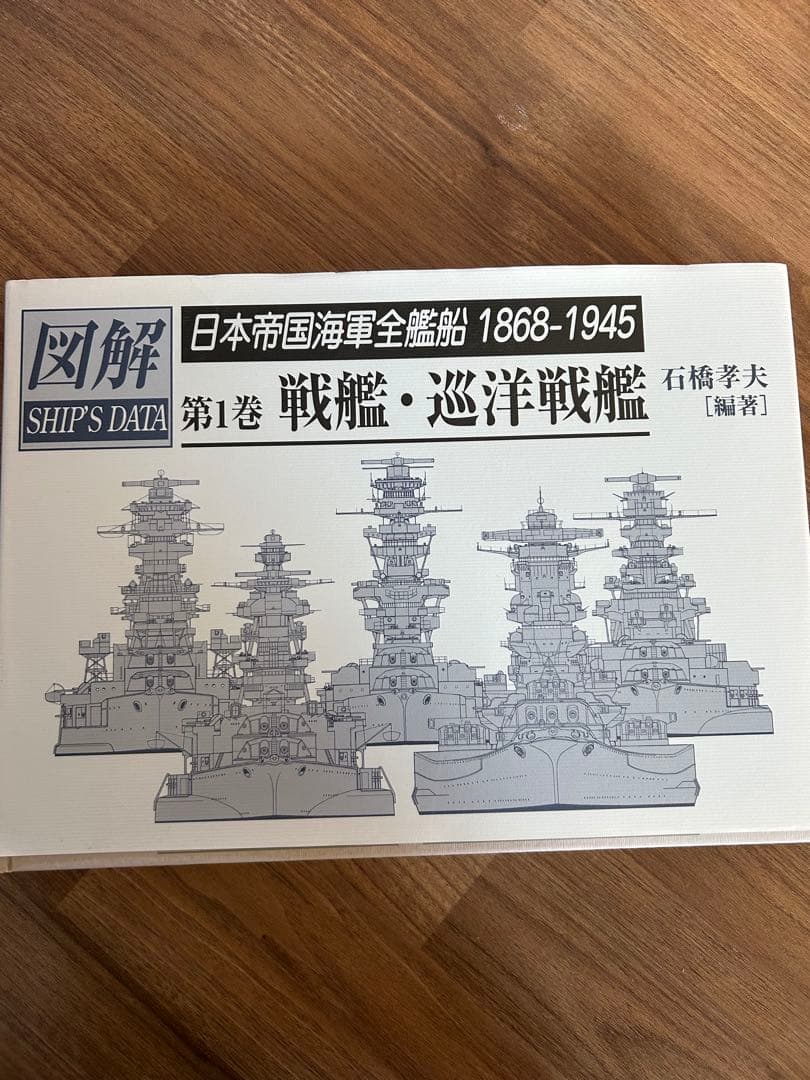 図解
SHIP'S DATA
日本帝国海軍全艦船 1868-1945
第1巻 戦艦・巡洋戦艦
石橋孝夫
[編著]